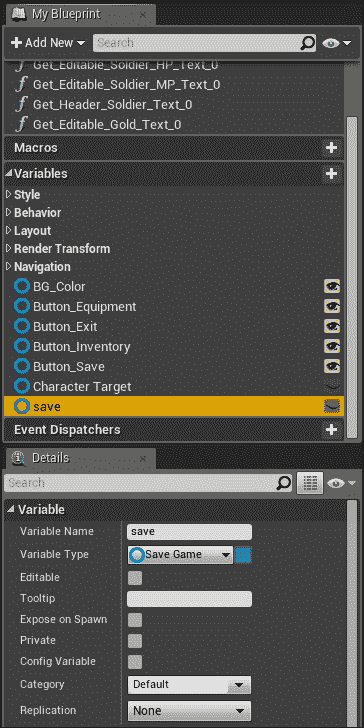 My Blueprint
Add New
Search
Get_Editable_Soldier_HP_Text_0
Get_Editable_Soldier_MP_Text_0
Get_Header_Soldier_Text_0
Get_Editable_Gold_Text_0
Macros
Variables
Style
Behavior
Layout
Render Transform
Navigation
BG_Color
Button_Equipment
Button_Exit
Button_Inventory
Button_Save
Character Target
save
Event Dispatchers
Details
Search
Variable
Variable Name save
Variable Type Save Game
Editable
Tooltip
Expose on Spawn
Private
Config Variable
Category Default
Replication None